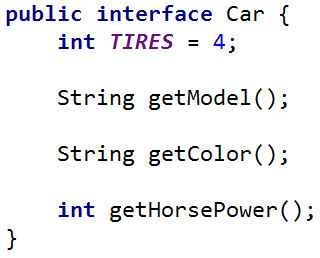 public interface Car {
    int TIRES = 4;
    String getModel();
    String getColor();
    int getHorsePower();
}